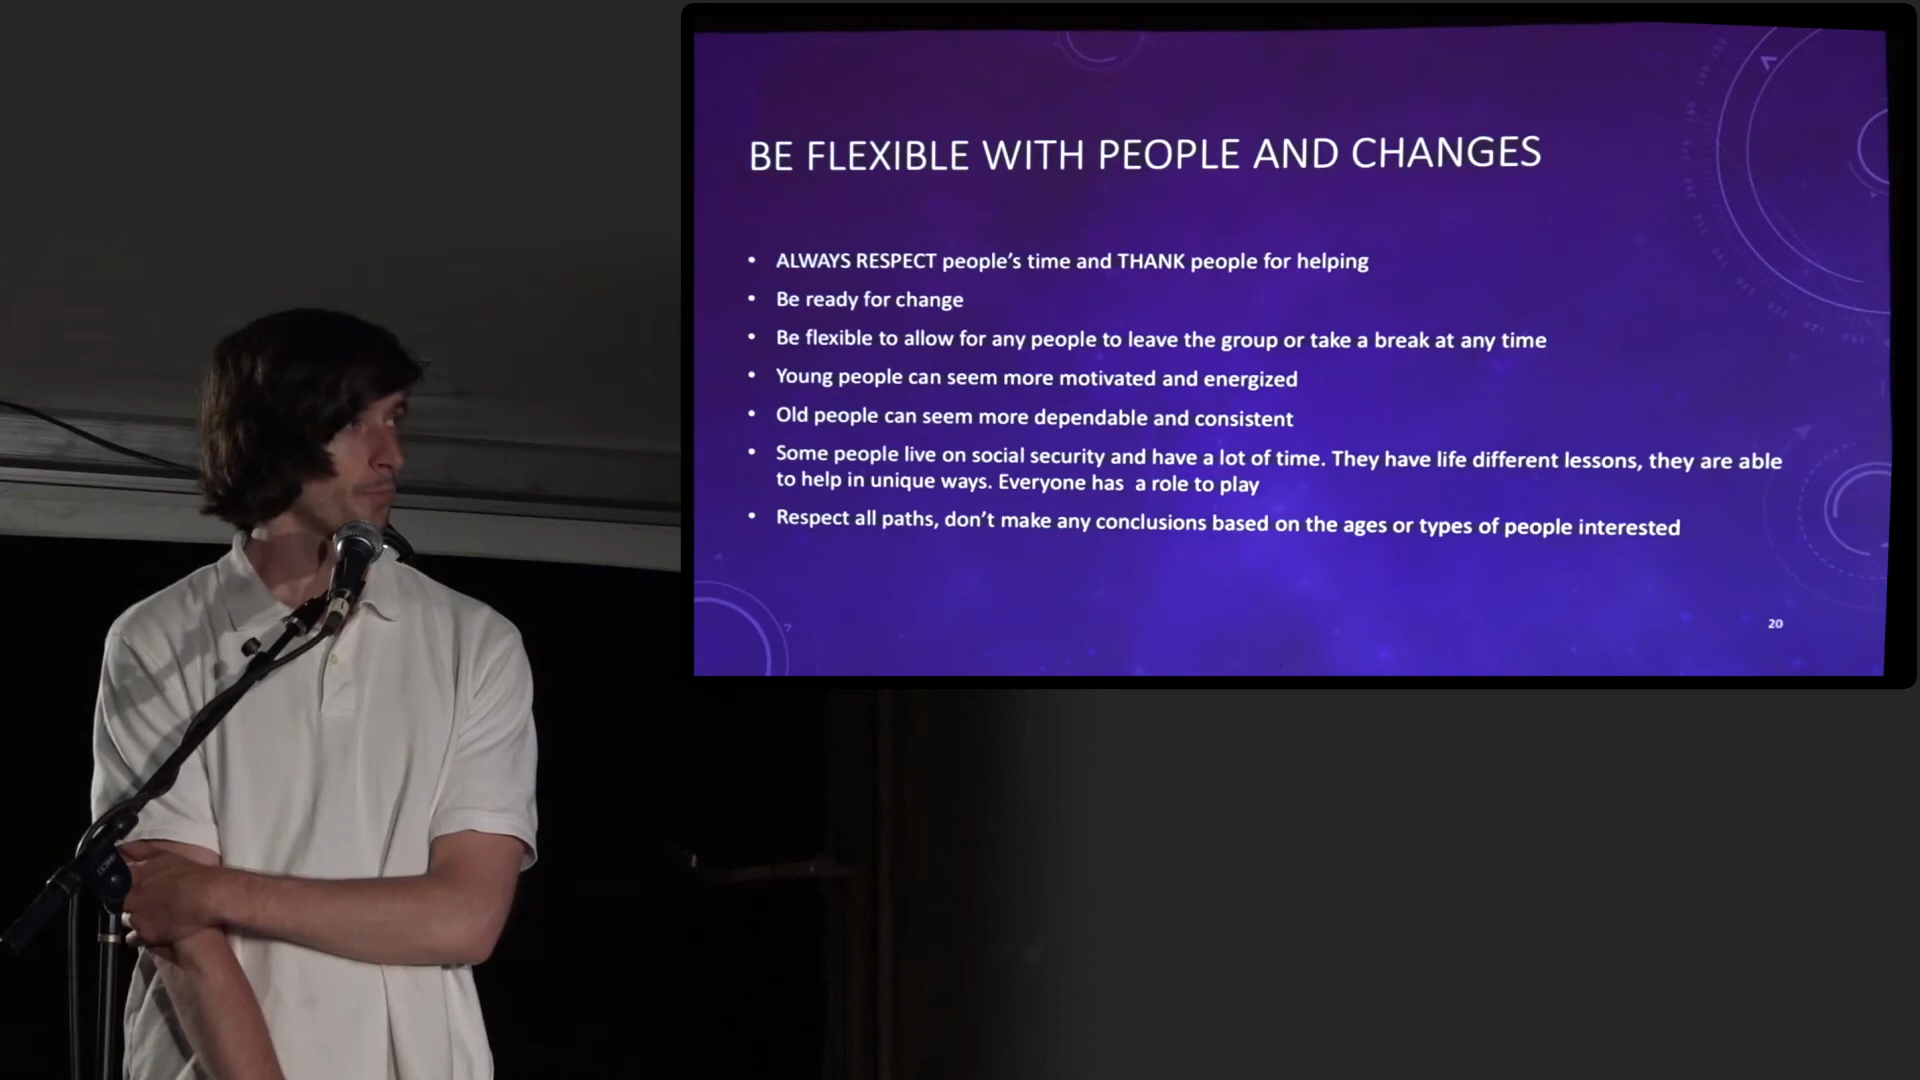 BE FLEXIBLE WITH PEOPLE AND CHANGES
• ALWAYS RESPECT people's time and THANK people for helping
• Be ready for change
• Be flexible to allow for any people to leave the group or take a break at any time
• Young people can seem more motivated and energized
• Old people can seem more dependable and consistent
• Some people live on social security and have a lot of time. They have life different lessons, they are able
to help in unique ways. Everyone has  a role to play
• Respect all paths, don't make any conclusions based on the ages or types of people interested
20